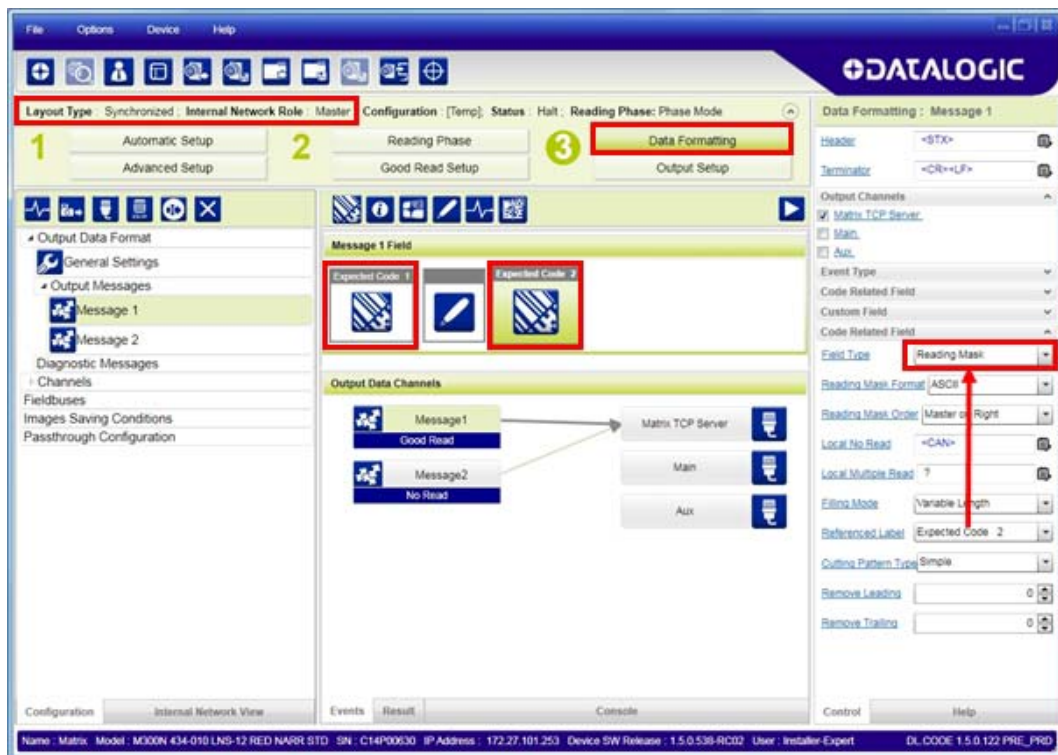 File Options Device Help
DATALOGIC
Layout Type : Synchronized ; Internal Network Role : Master Configuration : [Temp]; Status : Halt ; Reading Phase: Phase Mode
1 Automatic Setup
Advanced Setup
2 Reading Phase
Good Read Setup
3 Data Formatting
Output Setup
Output Data Format
General Settings
Output Messages
Message 1
Message 2
Diagnostic Messages
Channels
Fieldbuses
Images Saving Conditions
Passthrough Configuration
Configuration Internal Network View
Message 1 Field
Expected Code 1
Expected Code 2
Output Data Channels
Message1
Good Read
Message2
No Read
Matrix TCP Server
Main
Aux
Events Result Console
Data Formatting : Message 1
Header <STX>
Terminator <CR><LF>
Output Channels
Matrix TCP Server
Main
Aux
Event Type
Code Related Field
Custom Field
Code Related Field
Field Type Reading Mask
Reading Mask Format ASCII
Reading Mask Order Master on Right
Local No Read <CAN>
Local Multiple Read ?
Filling Mode Variable Length
Referenced Label Expected Code 2
Cutting Pattern Type Simple
Remove Leading 0
Remove Trailing 0
Control Help
Name : Matrix Model : M300N 434-010 LNS-12 RED NARR STD SN : C14P00630 IP Address : 172.27.101.253 Device SW Release : 1.5.0.538-RC02 User : Installer-Expert DL.CODE 1.5.0.122 PRE_PRD